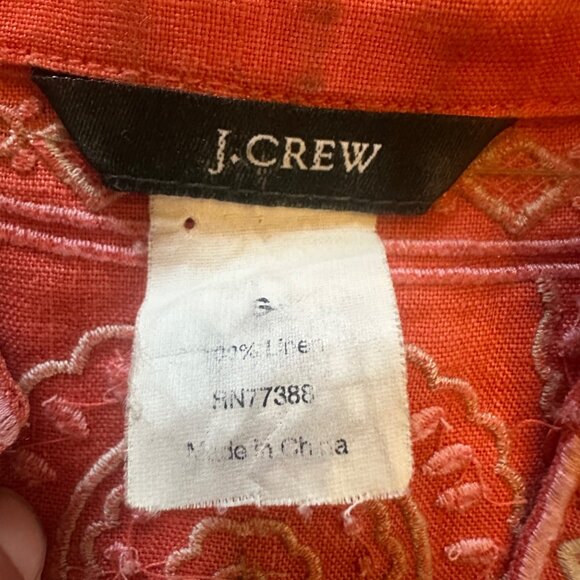 J.CREW
S
100% Linen
RN77388
Made in China